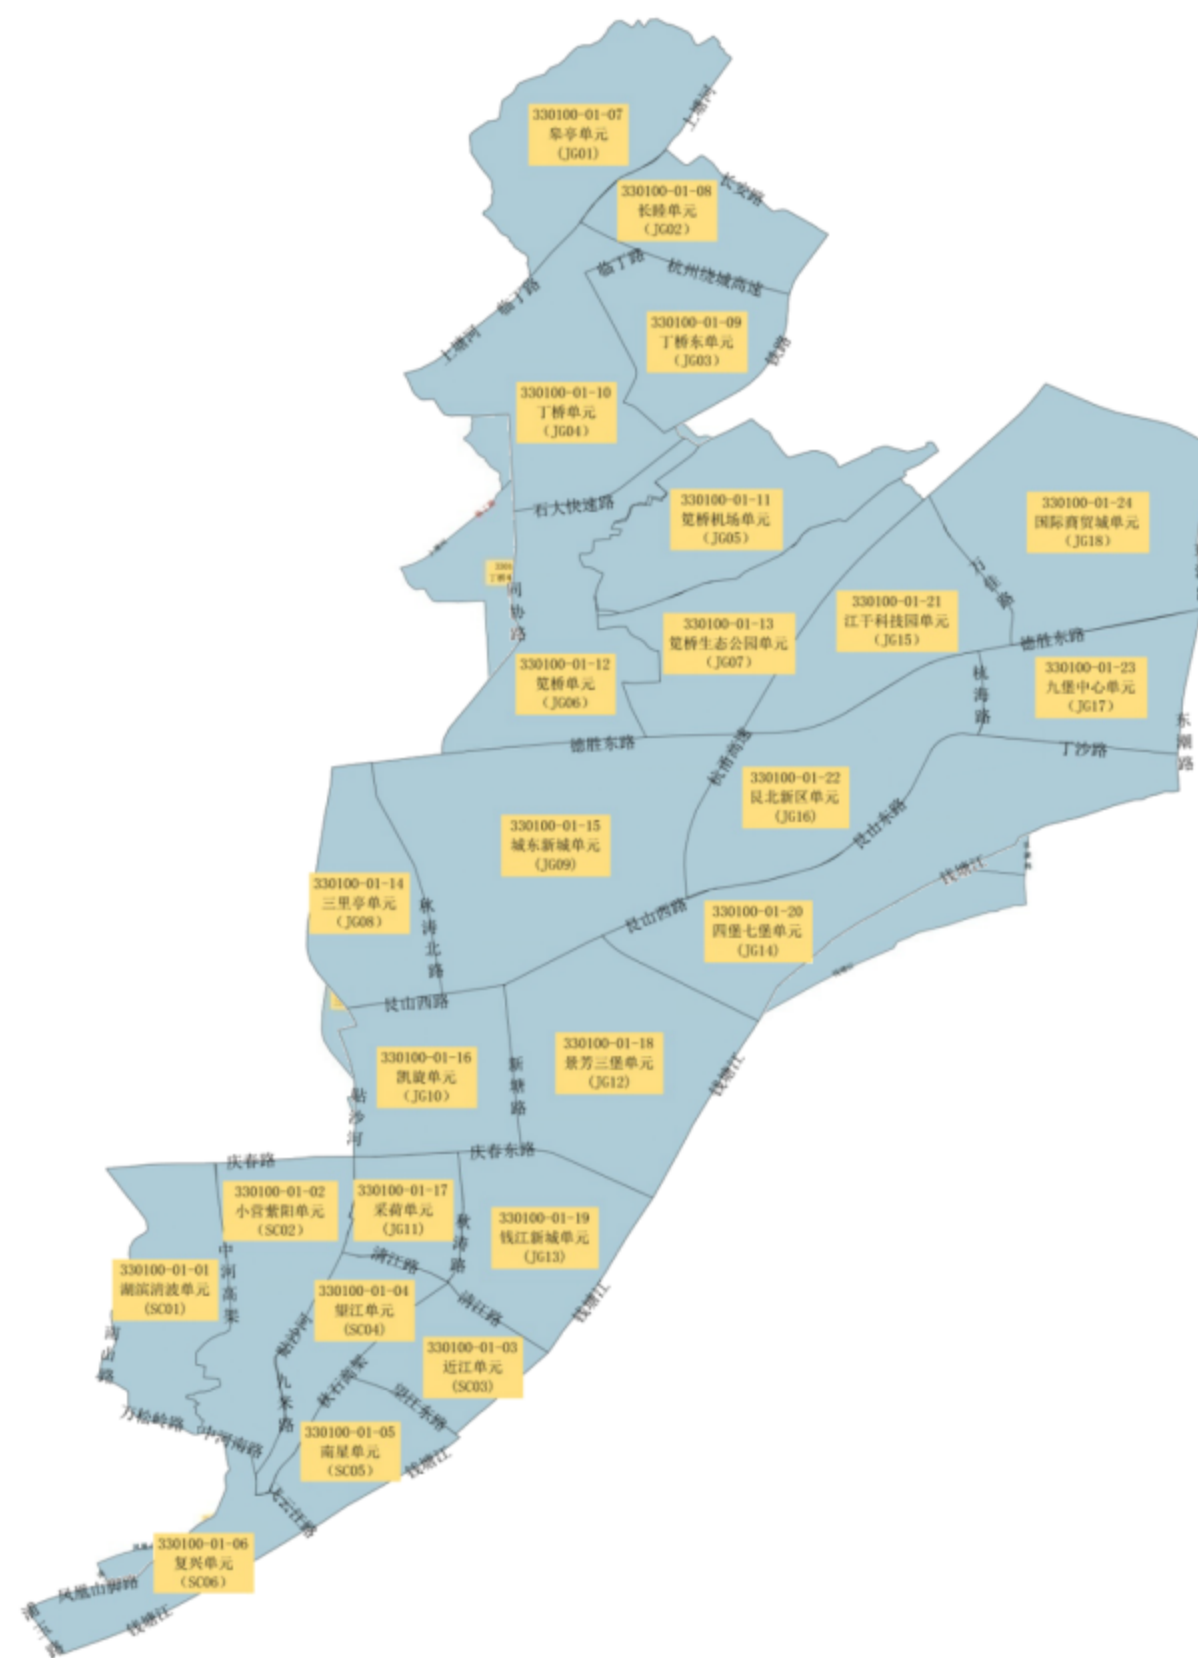 330100-01-07
皋亭单元
(JG01)
上塘河
330100-01-08
长睦单元
（JG02）
长安路
临丁路
杭州绕城高速
临丁路
上塘河
330100-01-09
丁桥东单元
（JG03）
铁路
330100-01-10
丁桥单元
（JG04）
石大快速路
330100-01-11
笕桥机场单元
（JG05）
330100-01-24
国际商贸城单元
（JG18）
同协路
330100-01-13
笕桥生态公园单元
（JG07）
330100-01-21
江干科技园单元
（JG15）
德胜东路
330100-01-12
笕桥单元
（JG06）
330100-01-23
九堡中心单元
（JG17）
杭海路
东湖路
丁沙路
德胜东路
杭甬高速
330100-01-22
艮北新区单元
(JG16)
艮山东路
330100-01-15
城东新城单元
(JG09)
330100-01-14
三里亭单元
（JG08）
秋涛北路
艮山西路
330100-01-20
四堡七堡单元
(JG14)
钱塘江
艮山西路
330100-01-16
凯旋单元
(JG10）
新塘路
330100-01-18
景芳三堡单元
（JG12）
钱塘江
贴沙河
庆春路
庆春东路
330100-01-02
小营紫阳单元
(SC02）
330100-01-17
采荷单元
(JG11)
秋涛路
330100-01-19
钱江新城单元
(JG13)
中河高架
清江路
330100-01-01
湖滨清波单元
(SC01)
330100-01-04
望江单元
(SC04)
清江路
钱塘江
南山路
贴沙河
330100-01-03
近江单元
(SC03)
秋石高架
望江东路
万松岭路
中河南路
330100-01-05
南星单元
（SC05）
钱塘江
330100-01-06
复兴单元
（SC06）
凤凰山脚路
钱塘江